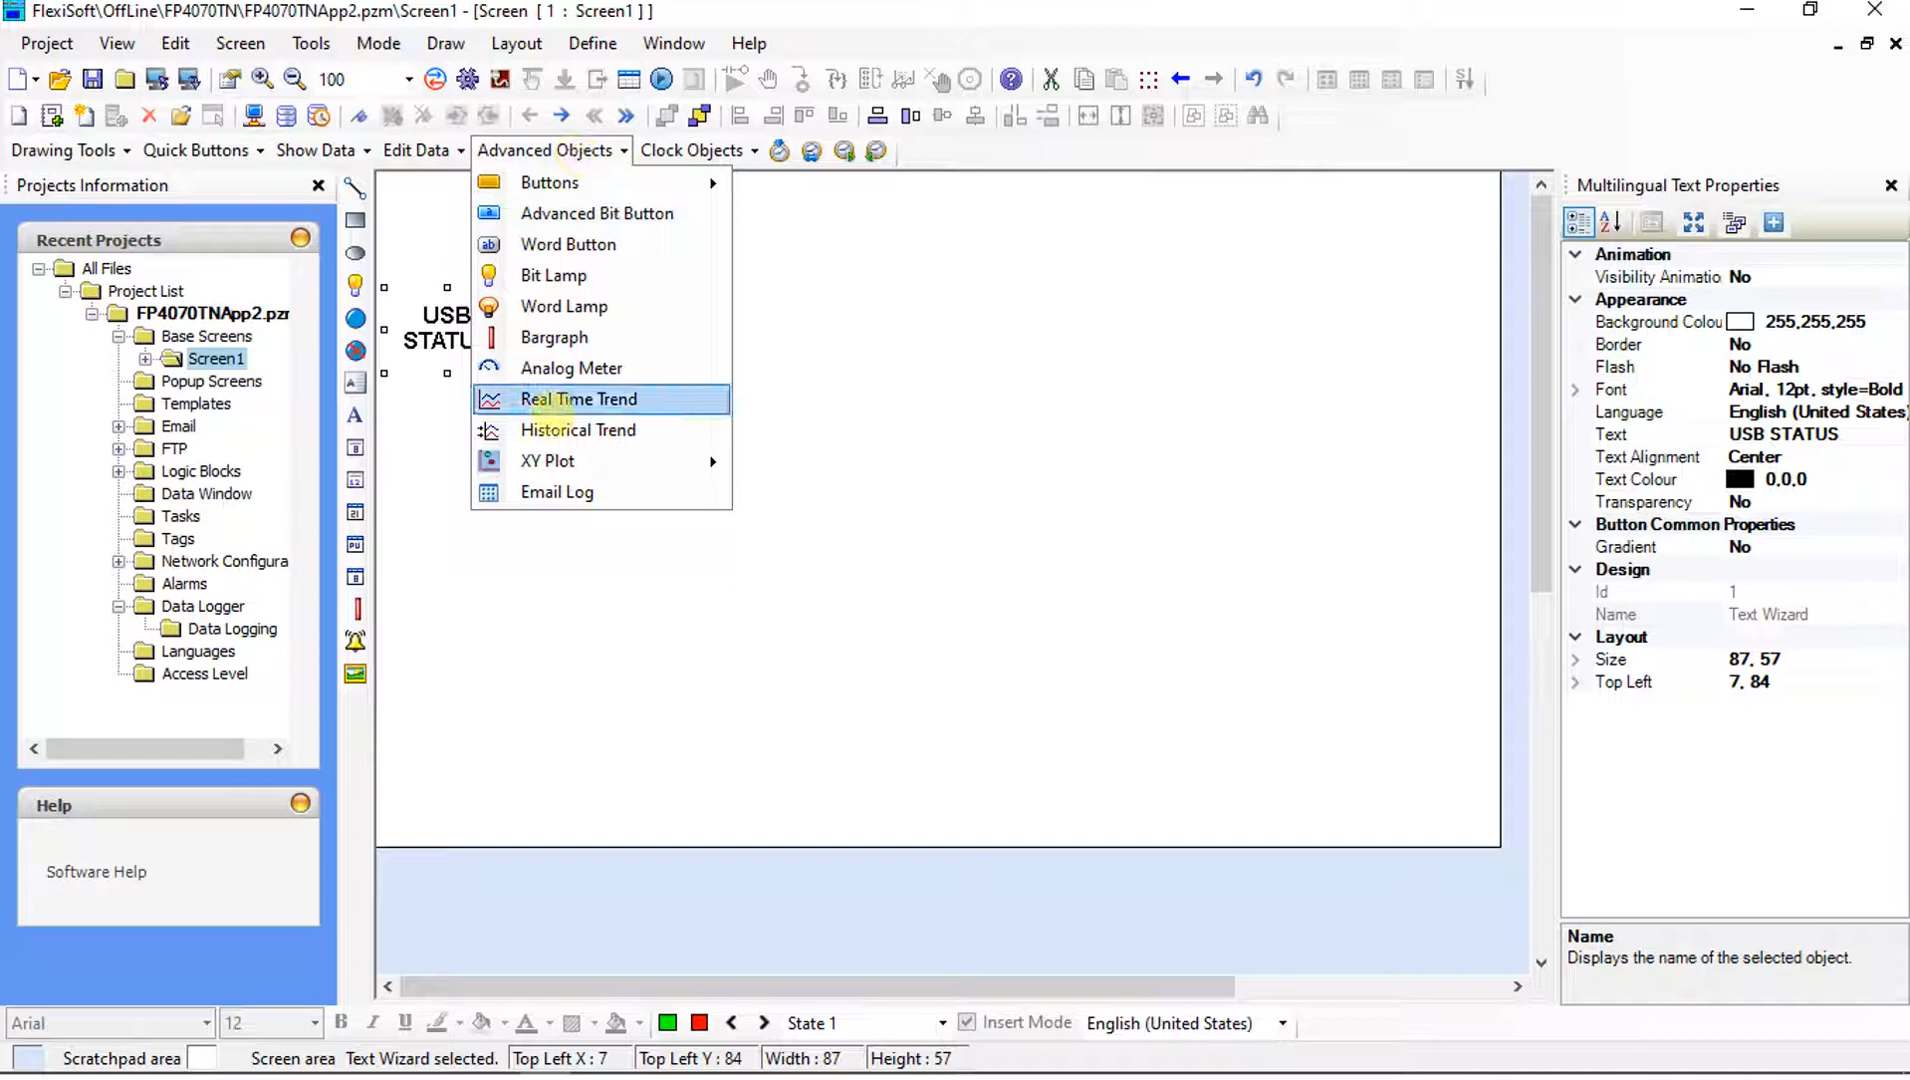 FlexiSoft\OffLine\FP4070TN\FP4070TNApp2.pzm\Screen1 - [Screen [ 1 : Screen1 ] ]
Project View Edit Screen Tools Mode Draw Layout Define Window Help
100
Drawing Tools Quick Buttons Show Data Edit Data Advanced Objects Clock Objects
Projects Information
Recent Projects
All Files
Project List
FP4070TNApp2.pzm
Base Screens
Screen1
Popup Screens
Templates
Email
FTP
Logic Blocks
Data Window
Tasks
Tags
Network Configura
Alarms
Data Logger
Data Logging
Languages
Access Level
Help
Software Help
USB
STATU
Buttons
Advanced Bit Button
Word Button
Bit Lamp
Word Lamp
Bargraph
Analog Meter
Real Time Trend
Historical Trend
XY Plot
Email Log
Multilingual Text Properties
Animation
Visibility Animatio No
Appearance
Background Colou 255,255,255
Border No
Flash No Flash
Font Arial, 12pt, style=Bold
Language English (United States)
Text USB STATUS
Text Alignment Center
Text Colour 0,0,0
Transparency No
Button Common Properties
Gradient No
Design
Id 1
Name Text Wizard
Layout
Size 87, 57
Top Left 7, 84
Name
Displays the name of the selected object.
Arial 12 B I U A State 1 Insert Mode English (United States)
Scratchpad area Screen area Text Wizard selected. Top Left X : 7 Top Left Y : 84 Width : 87 Height : 57